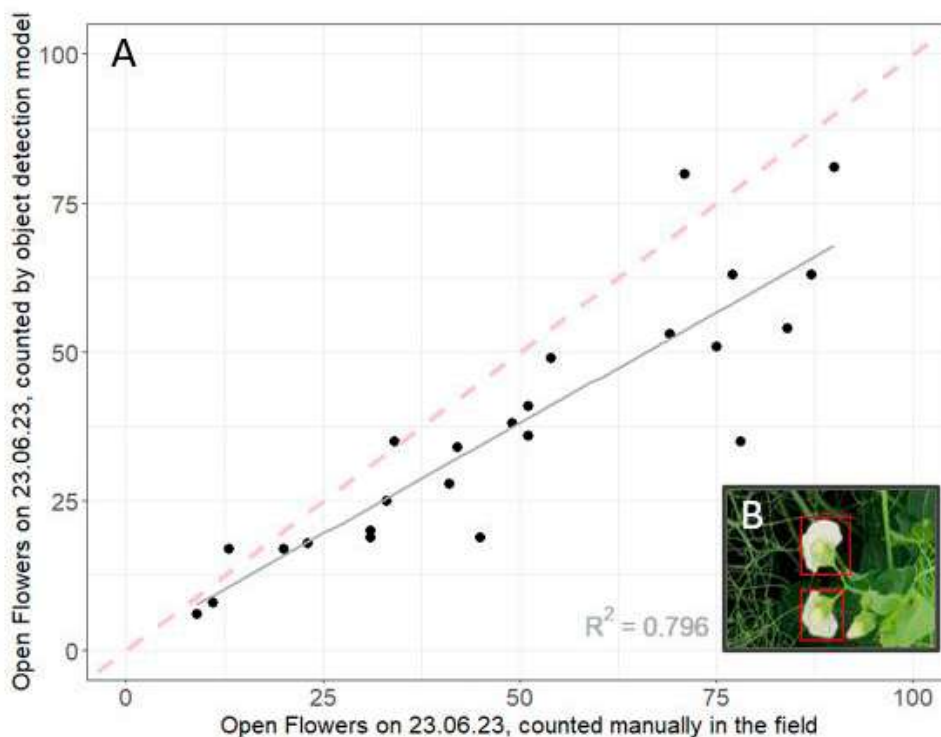 A
Open Flowers on 23.06.23, counted by object detection model
100
75
50
25
0
R² = 0.796
B
0 25 50 75 100
Open Flowers on 23.06.23, counted manually in the field